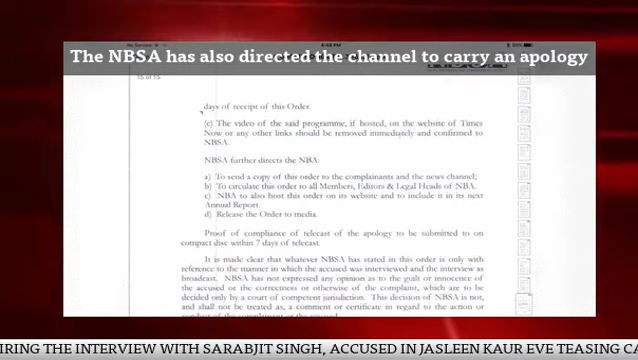 The NBSA has also directed the channel to carry an apology
15 of 15
days of receipt of this Order.
(c) The video of the said programme, if hosted, on the website of Times
Now or any other links should be removed immediately and confirmed to
NBSA.
NBSA further directs the NBA:
a) To send a copy of this order to the complainants and the news channel;
b) To circulate this order to all Members, Editors & Legal Heads of NBA.
c) NBA to also host this order on its website and to include it in its next
Annual Report.
d) Release the Order to media.
Proof of compliance of telecast of the apology to be submitted to on
compact disc within 7 days of telecast.
It is made clear that whatever NBSA has stated in this order is only with
reference to the manner in which the accused was interviewed and the interview as
broadcast. NBSA has not expressed any opinion as to the guilt or innocence of
the accused or the correctness or otherwise of the complaint, which are to be
decided only by a court of competent jurisdiction. This decision of NBSA is not,
and shall not be treated as, a comment or certificate in regard to the action or
IRING THE INTERVIEW WITH SARABJIT SINGH, ACCUSED IN JASLEEN KAUR EVE TEASING CA